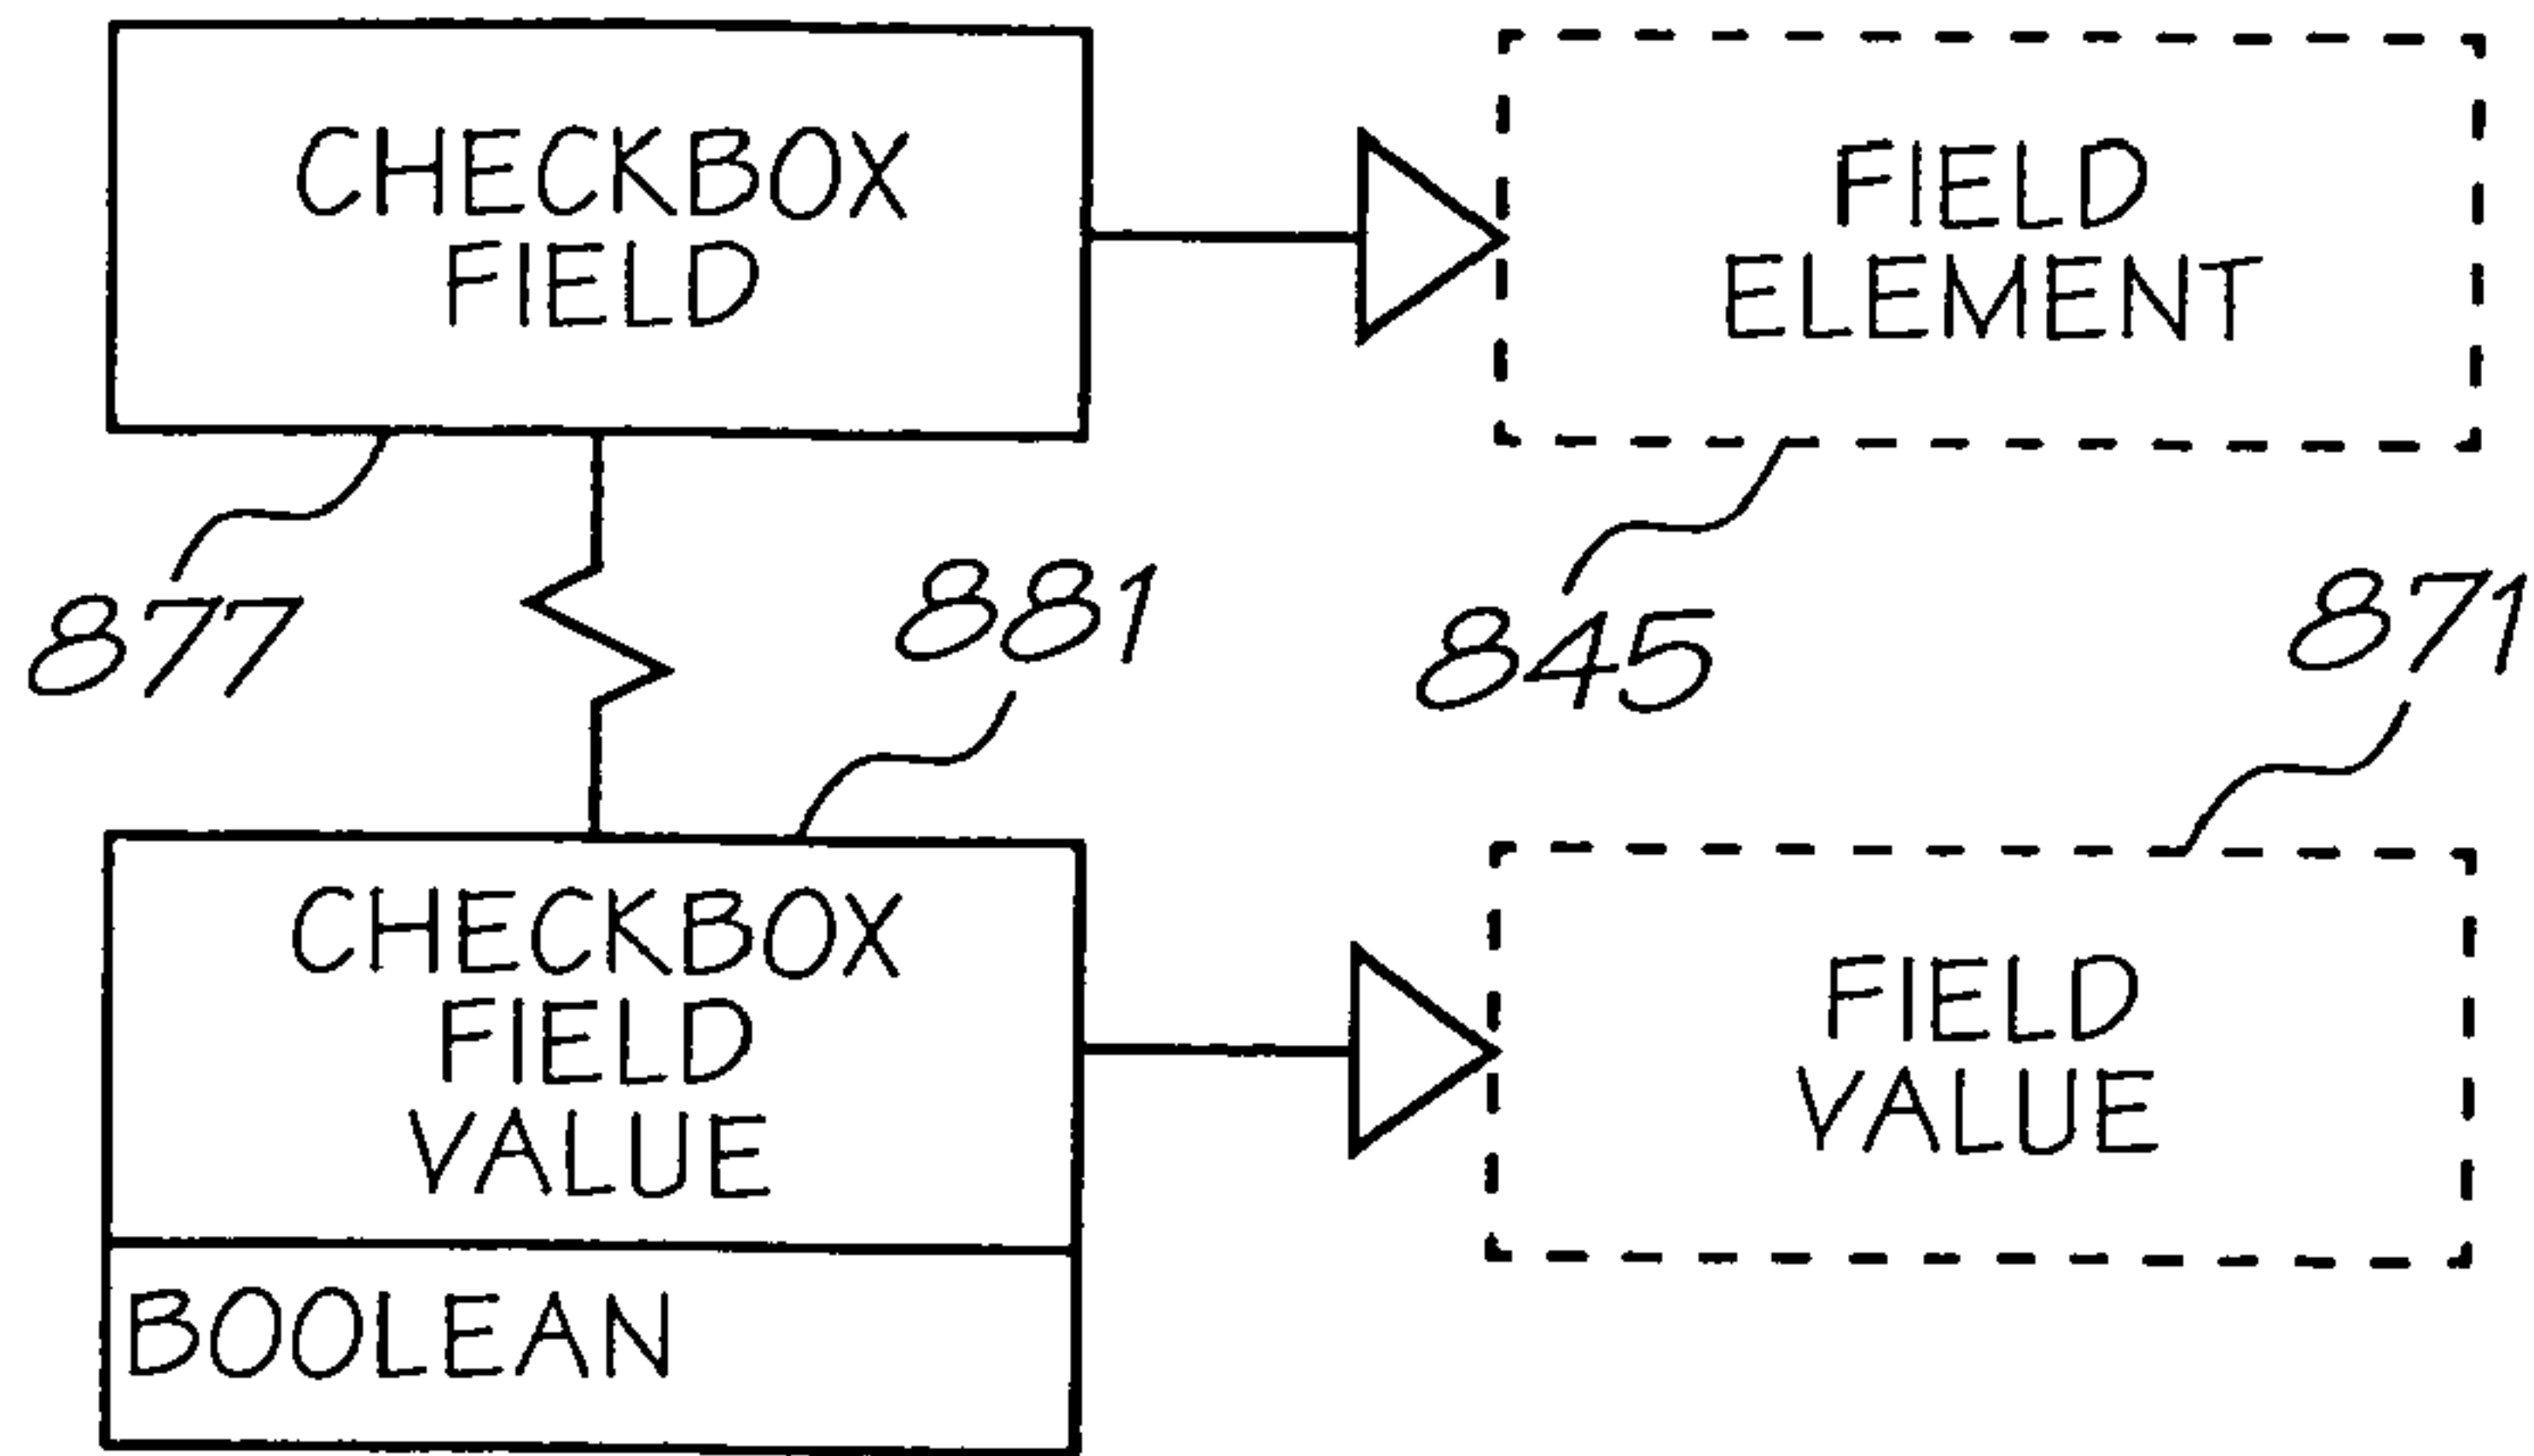 CHECKBOX
FIELD
FIELD
ELEMENT
877
881
845
871
CHECKBOX
FIELD
VALUE
BOOLEAN
FIELD
VALUE